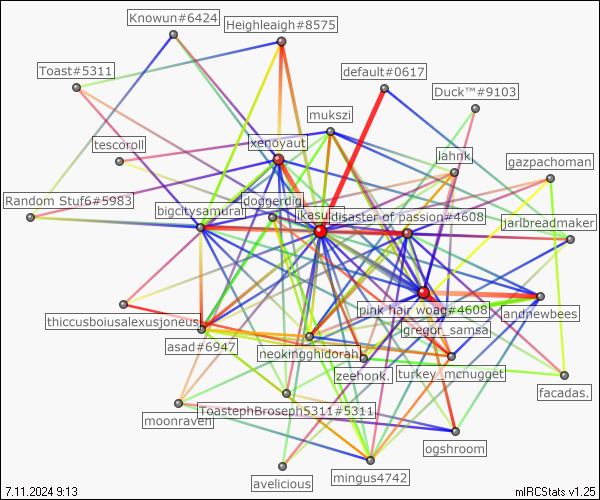 Knowun#6424
Heighleigh#8575
Toast#5311
default#0617
Duck™#9103
mukszi
tescoroll
xenoyaut
lahnk
gazpachoman
Random Stuf6#5983
bigcitysamurai
doggerdig
ikasui
disaster of passion#4608
jarlbreadmaker
thiccusboiusalexusjoneus
pink hair woag#4608
andnewbees
asad#6947
gregor_samsa
neokingghidorah
zeehonk.
turkey_mcnugget
facadas.
moonraven
ToastephBroseph5311#5311
ogshroom
avelicious
mingus4742
7.11.2024 9:13
mIRCStats v1.25